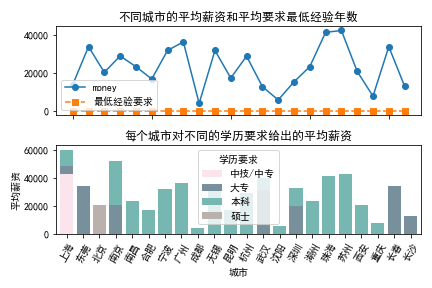 不同城市的平均薪资和平均要求最低经验年数
40000
20000
0
money
最低经验要求
每个城市对不同的学历要求给出的平均薪资
60000
40000
20000
0
平均薪资
学历要求
中技/中专
大专
本科
硕士
上海
东莞
北京
南京
南昌
合肥
宁波
广州
成都
无锡
昆明
杭州
武汉
沈阳
深圳
湖州
珠海
苏州
西安
重庆
长春
长沙
城市